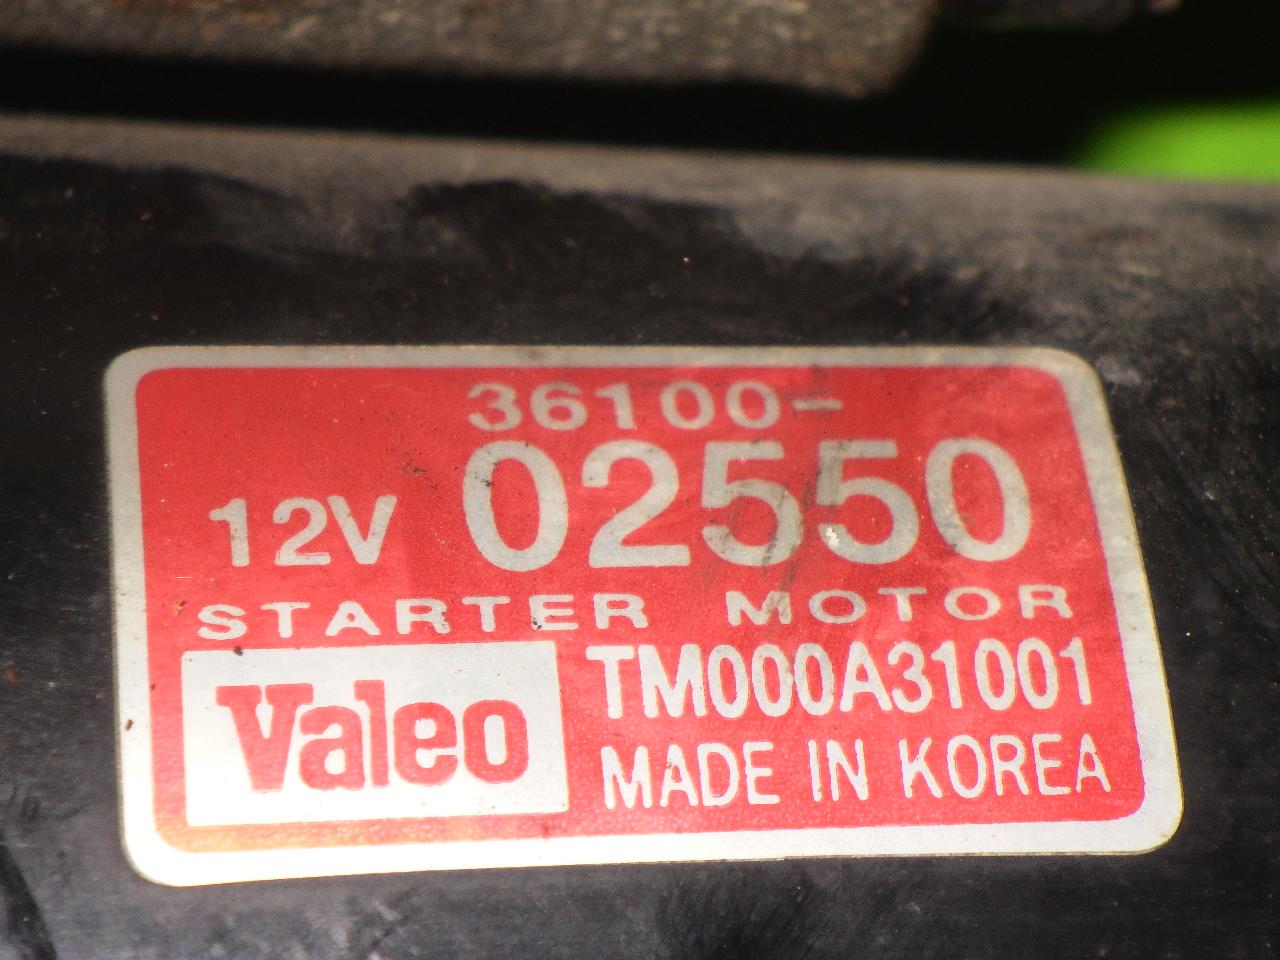 36100-
12V 02550
STARTER MOTOR
Valeo
TM000A31001
MADE IN KOREA